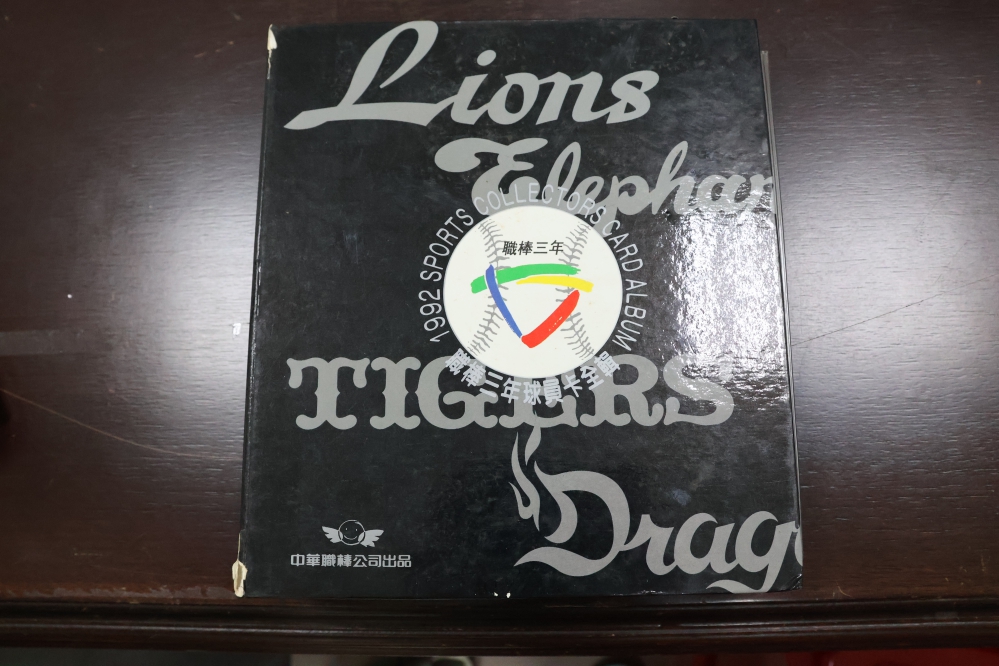 Lions
Elephan
1992 SPORTS COLLECTORS CARD ALBUM
職棒三年
職棒三年球員卡全輯
TIGERS
Drag
中華職棒公司出品